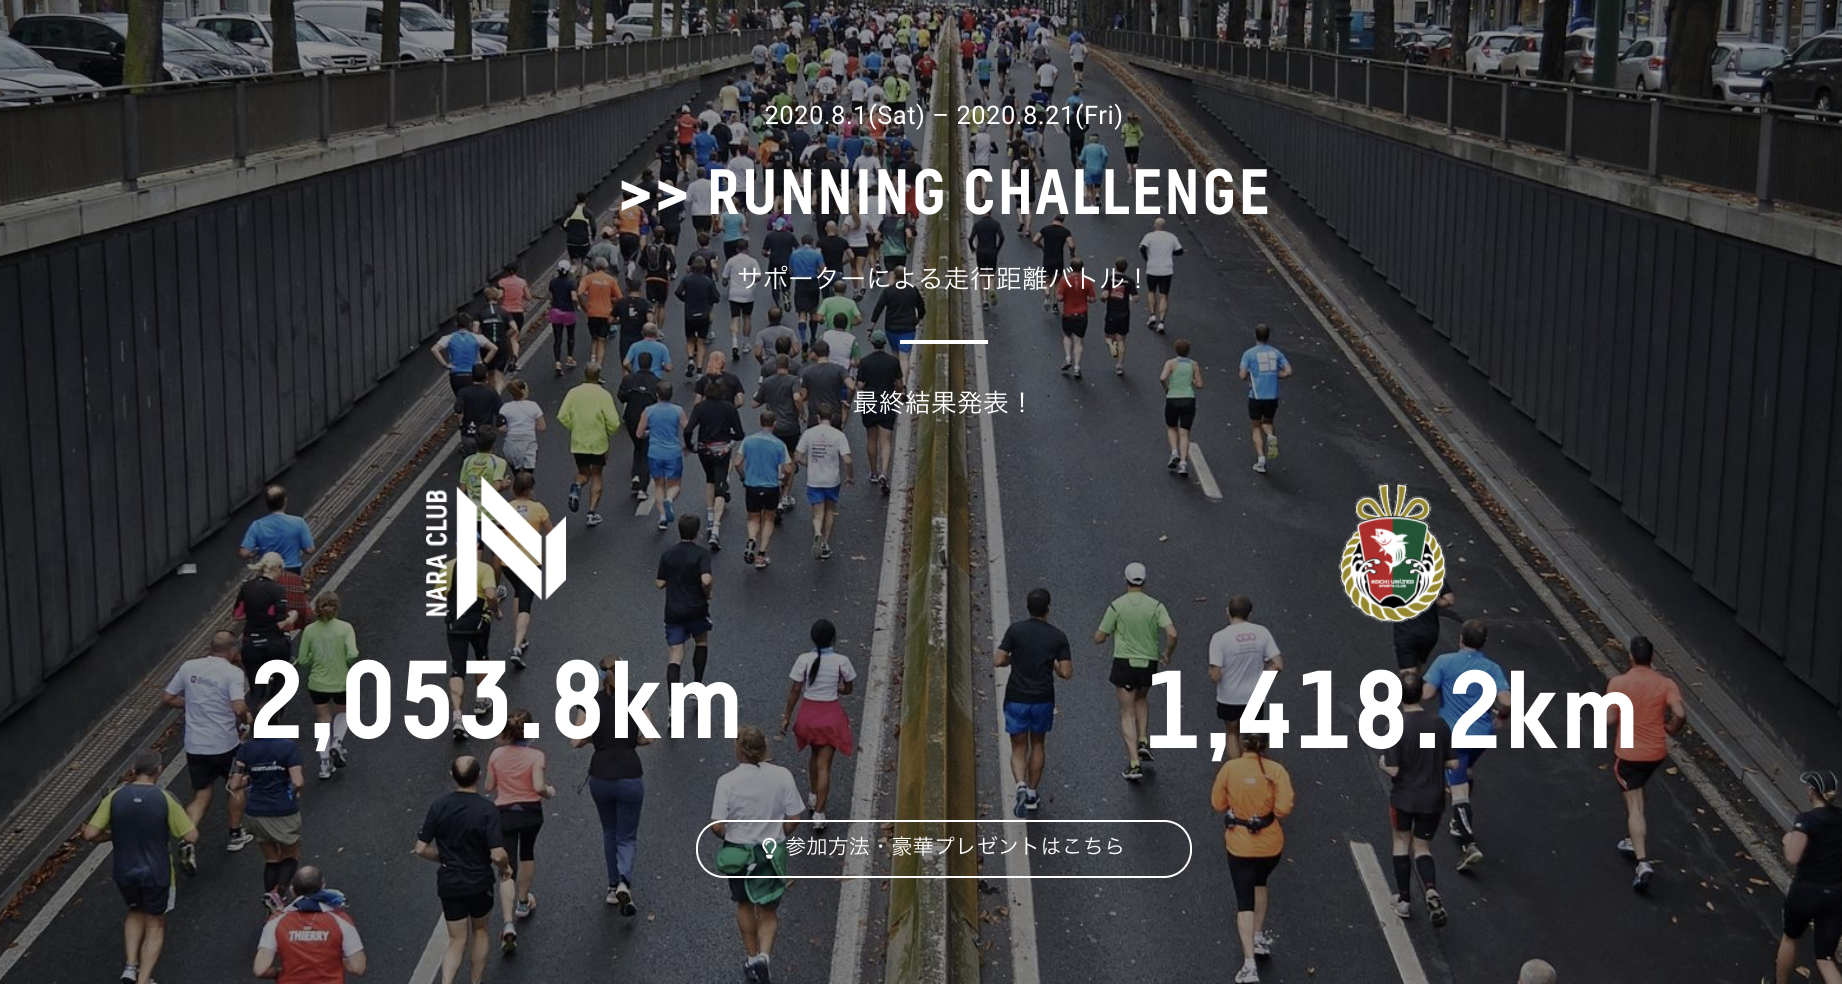 2020.8.1(Sat) – 2020.8.21(Fri)
>> RUNNING CHALLENGE
サポーターによる走行距離バトル！
最終結果発表！
NARA CLUB
KOCHI UNITED
SPORTS CLUB
2,053.8km
1,418.2km
参加方法・豪華プレゼントはこちら
THIERRY